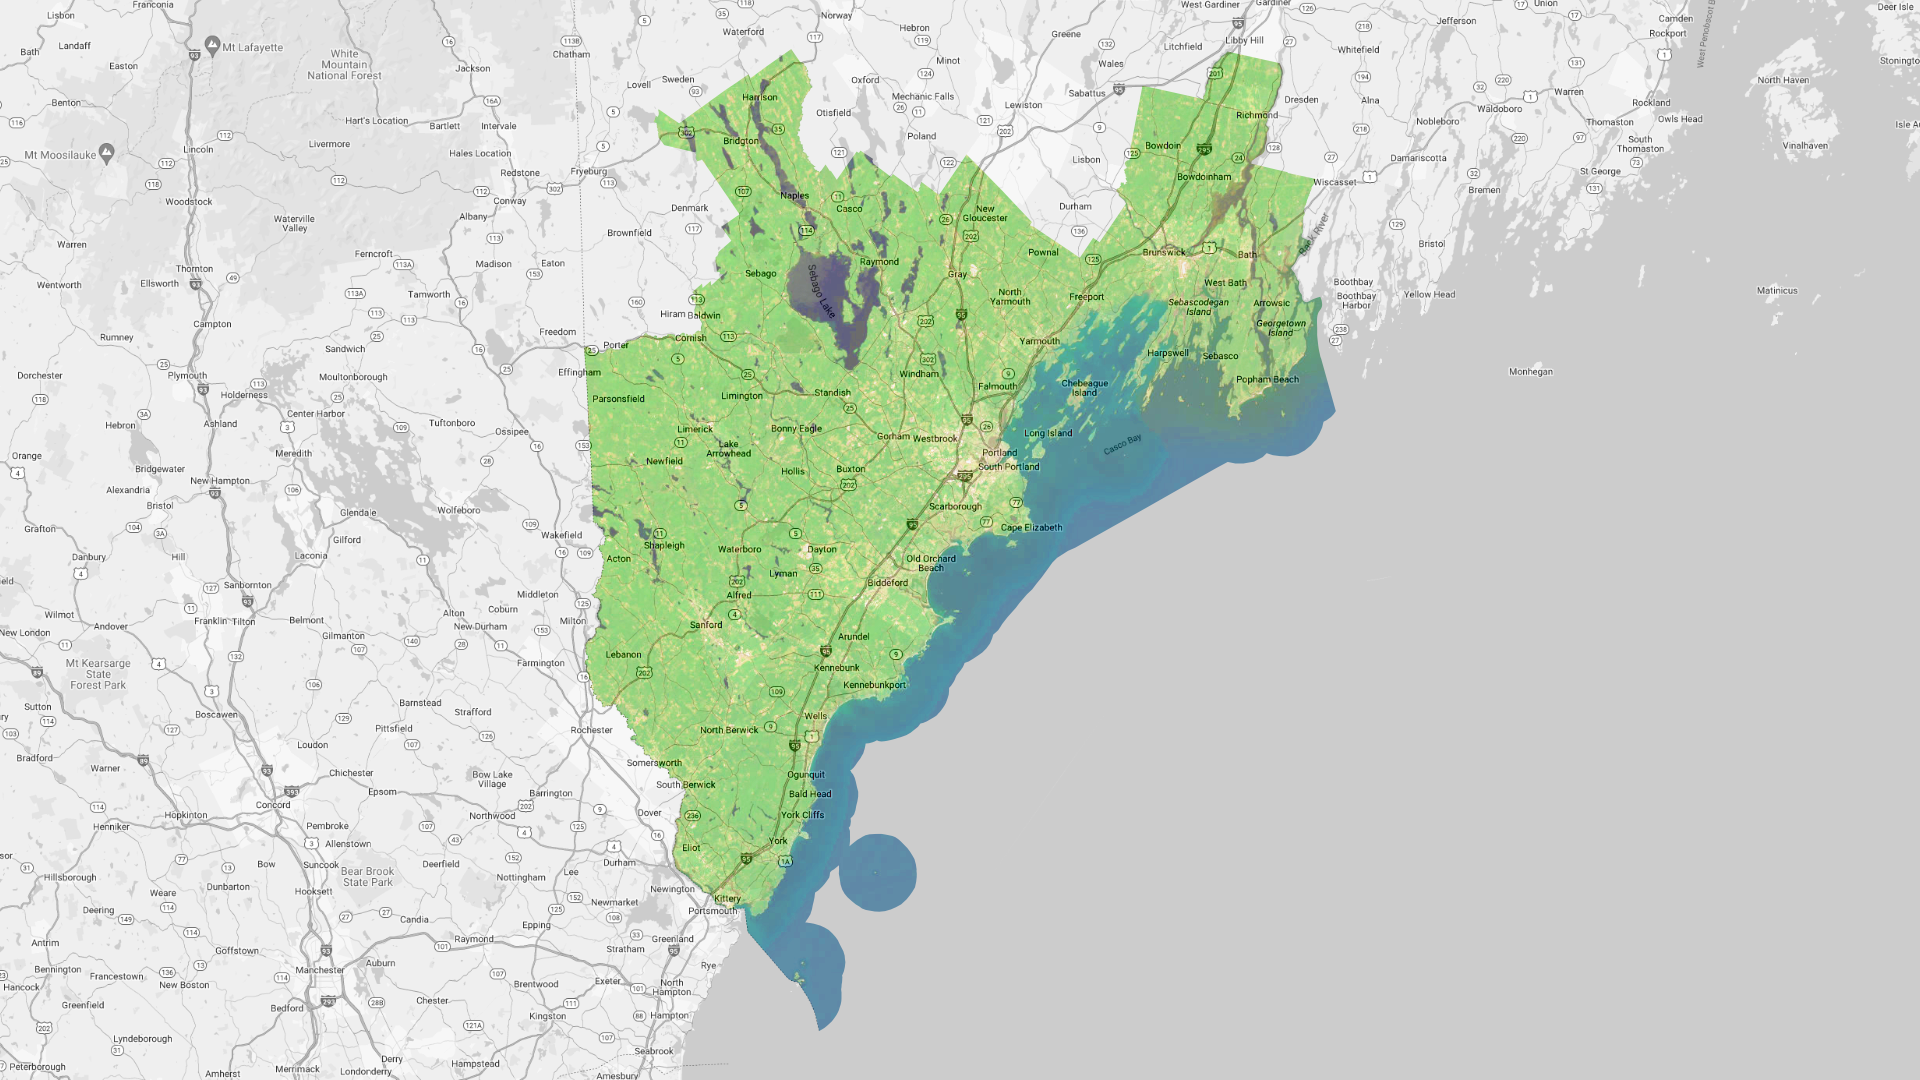 Franconia
Lisbon
Landaff
Bath
Easton
Mt Lafayette
White
Mountain
National Forest
Jackson
Benton
Hart's Location
Bartlett
Intervale
Lincoln
Livermore
Hales Location
Mt Moosilauke
Redstone
Fryeburg
Conway
Woodstock
Albany
Waterville
Valley
Warren
Ferncroft
Madison
Eaton
Thornton
Ellsworth
Wentworth
Tamworth
Campton
Freedom
Rumney
Sandwich
Effingham
Plymouth
Dorchester
Holderness
Moultonborough
Center Harbor
Hebron
Ashland
Tuftonboro
Ossipee
Orange
Bridgewater
Meredith
New Hampton
Alexandria
Bristol
Glendale
Wolfeboro
Grafton
Gilford
Wakefield
Danbury
Hill
Laconia
Sanbornton
Middleton
Wilmot
Andover
Franklin
Tilton
Belmont
Alton
Coburn
New Durham
Milton
New London
Gilmanton
Farmington
Mt Kearsarge
State
Forest Park
Barnstead
Strafford
Sutton
Boscawen
Pittsfield
Rochester
Loudon
Bradford
Warner
Chichester
Bow Lake
Village
Somersworth
Epsom
Barrington
Concord
Hopkinton
Northwood
Dover
Henniker
Pembroke
Allenstown
Durham
Bow
Suncook
Deerfield
Lee
Hillsborough
Bear Brook
State Park
Nottingham
Dunbarton
Hooksett
Newington
Weare
Newmarket
Portsmouth
Deering
Candia
Epping
Antrim
Goffstown
Raymond
Greenland
Stratham
Rye
Bennington
Manchester
Auburn
Francestown
New Boston
Hancock
Brentwood
Exeter
North
Hampton
Greenfield
Bedford
Chester
Kingston
Hampton
Lyndeborough
Seabrook
Derry
Peterborough
Hampstead
Amherst
Merrimack
Londonderry
Amesbury
Chatham
Norway
Waterford
Hebron
Greene
West Gardiner
Gardiner
Libby Hill
Litchfield
Jefferson
Union
Camden
Rockport
Deer Isle
West Penobscot B
Whitefield
Minot
Wales
Sweden
Lovell
Oxford
Mechanic Falls
Sabattus
Harrison
Otisfield
Lewiston
Richmond
Dresden
Alna
Waldoboro
Warren
Nobleboro
Rockland
Thomaston
Owls Head
South
Thomaston
North Haven
Stonington
Isle A
Vinalhaven
Bridgton
Poland
Bowdoin
Lisbon
Damariscotta
St George
Bowdoinham
Wiscasset
Bremen
Naples
Denmark
Casco
New
Gloucester
Durham
Brownfield
Bristol
Back River
Pownal
Brunswick
Bath
Raymond
Sebago
Sebago Lake
Gray
West Bath
Boothbay
Boothbay
Harbor
Yellow Head
Matinicus
North
Yarmouth
Freeport
Sebascodegan
Island
Arrowsic
Hiram
Baldwin
Georgetown
Island
Cornish
Porter
Yarmouth
Harpswell
Sebasco
Monhegan
Windham
Falmouth
Chebeague
Island
Popham Beach
Parsonsfield
Limington
Standish
Limerick
Bonny Eagle
Gorham
Westbrook
Long Island
Casco Bay
Lake
Arrowhead
Portland
South Portland
Newfield
Hollis
Buxton
Scarborough
Cape Elizabeth
Shapleigh
Waterboro
Dayton
Acton
Old Orchard
Beach
Lyman
Biddeford
Alfred
Sanford
Arundel
Lebanon
Kennebunk
Kennebunkport
Wells
North Berwick
Ogunquit
South Berwick
Bald Head
York Cliffs
York
Eliot
Kittery